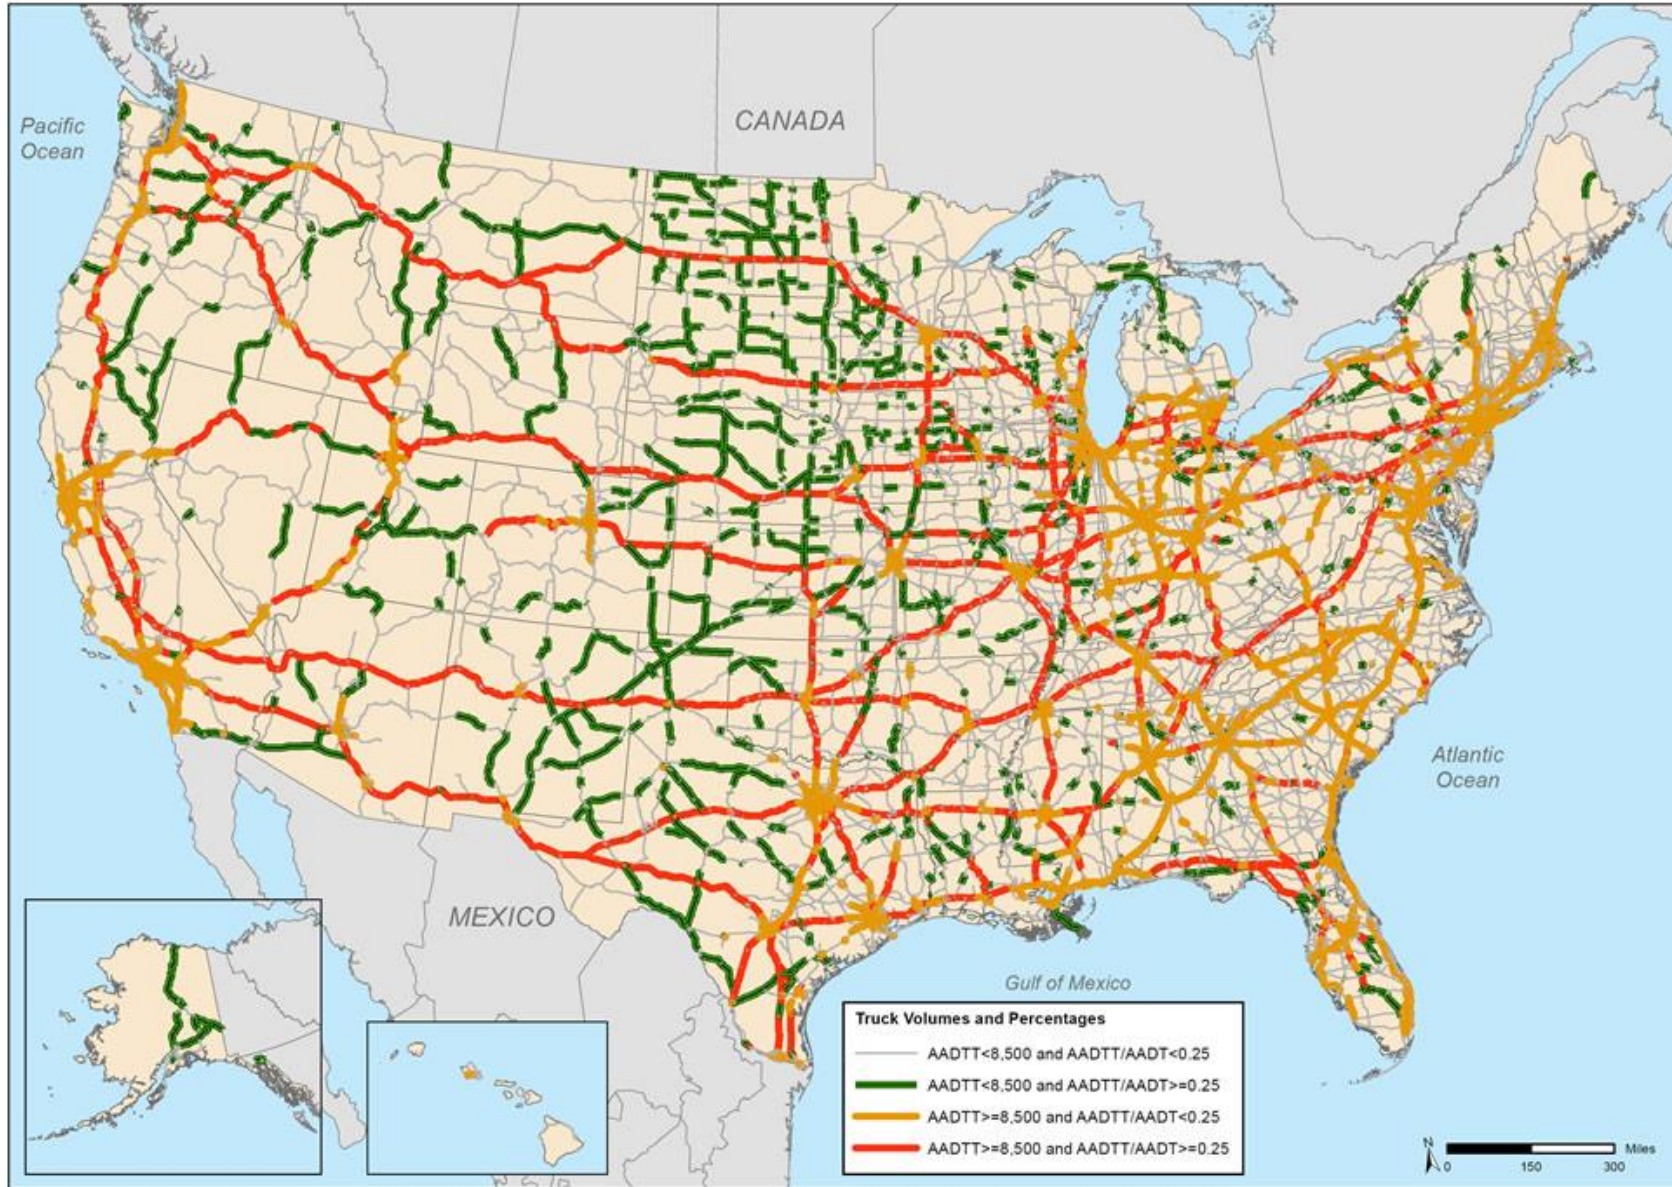 Pacific
Ocean
CANADA
Atlantic
Ocean
MEXICO
Gulf of Mexico
Truck Volumes and Percentages
AADTT<8,500 and AADTT/AADT<0.25
AADTT<8,500 and AADTT/AADT>=0.25
AADTT>=8,500 and AADTT/AADT<0.25
AADTT>=8,500 and AADTT/AADT>=0.25
N
Miles
0 150 300